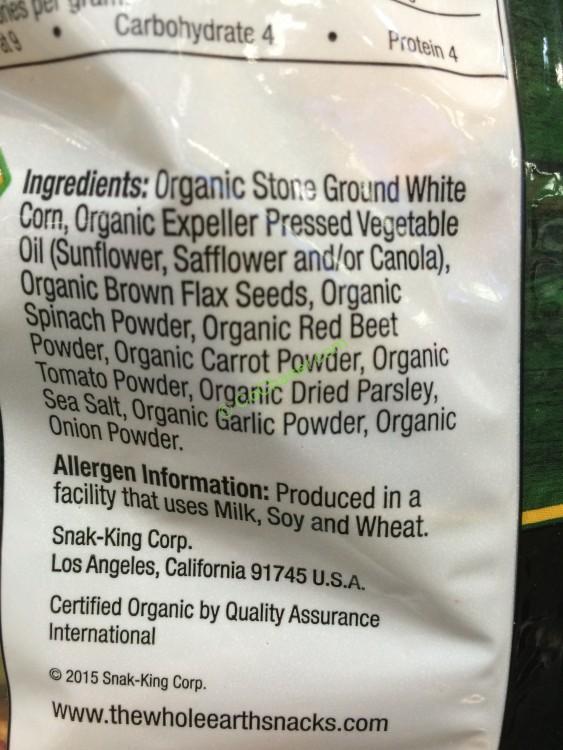 Carbohydrate 4 • Protein 4
Ingredients: Organic Stone Ground White
Corn, Organic Expeller Pressed Vegetable
Oil (Sunflower, Safflower and/or Canola),
Organic Brown Flax Seeds, Organic
Spinach Powder, Organic Red Beet
Powder, Organic Carrot Powder, Organic
Tomato Powder, Organic Dried Parsley,
Sea Salt, Organic Garlic Powder, Organic
Onion Powder.
Allergen Information: Produced in a
facility that uses Milk, Soy and Wheat.
Snak-King Corp.
Los Angeles, California 91745 U.S.A.
Certified Organic by Quality Assurance
International
© 2015 Snak-King Corp.
www.thewholeearthsnacks.com